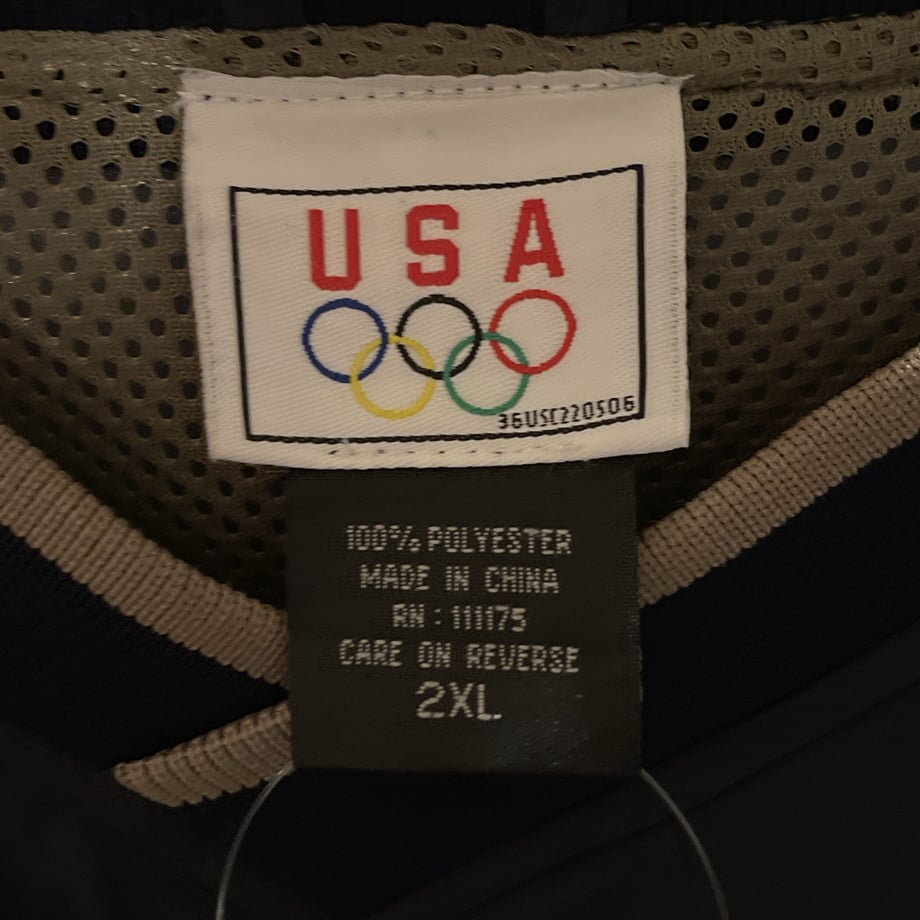 USA
36USC220506
100% POLYESTER
MADE IN CHINA
RN : 111175
CARE ON REVERSE
2XL